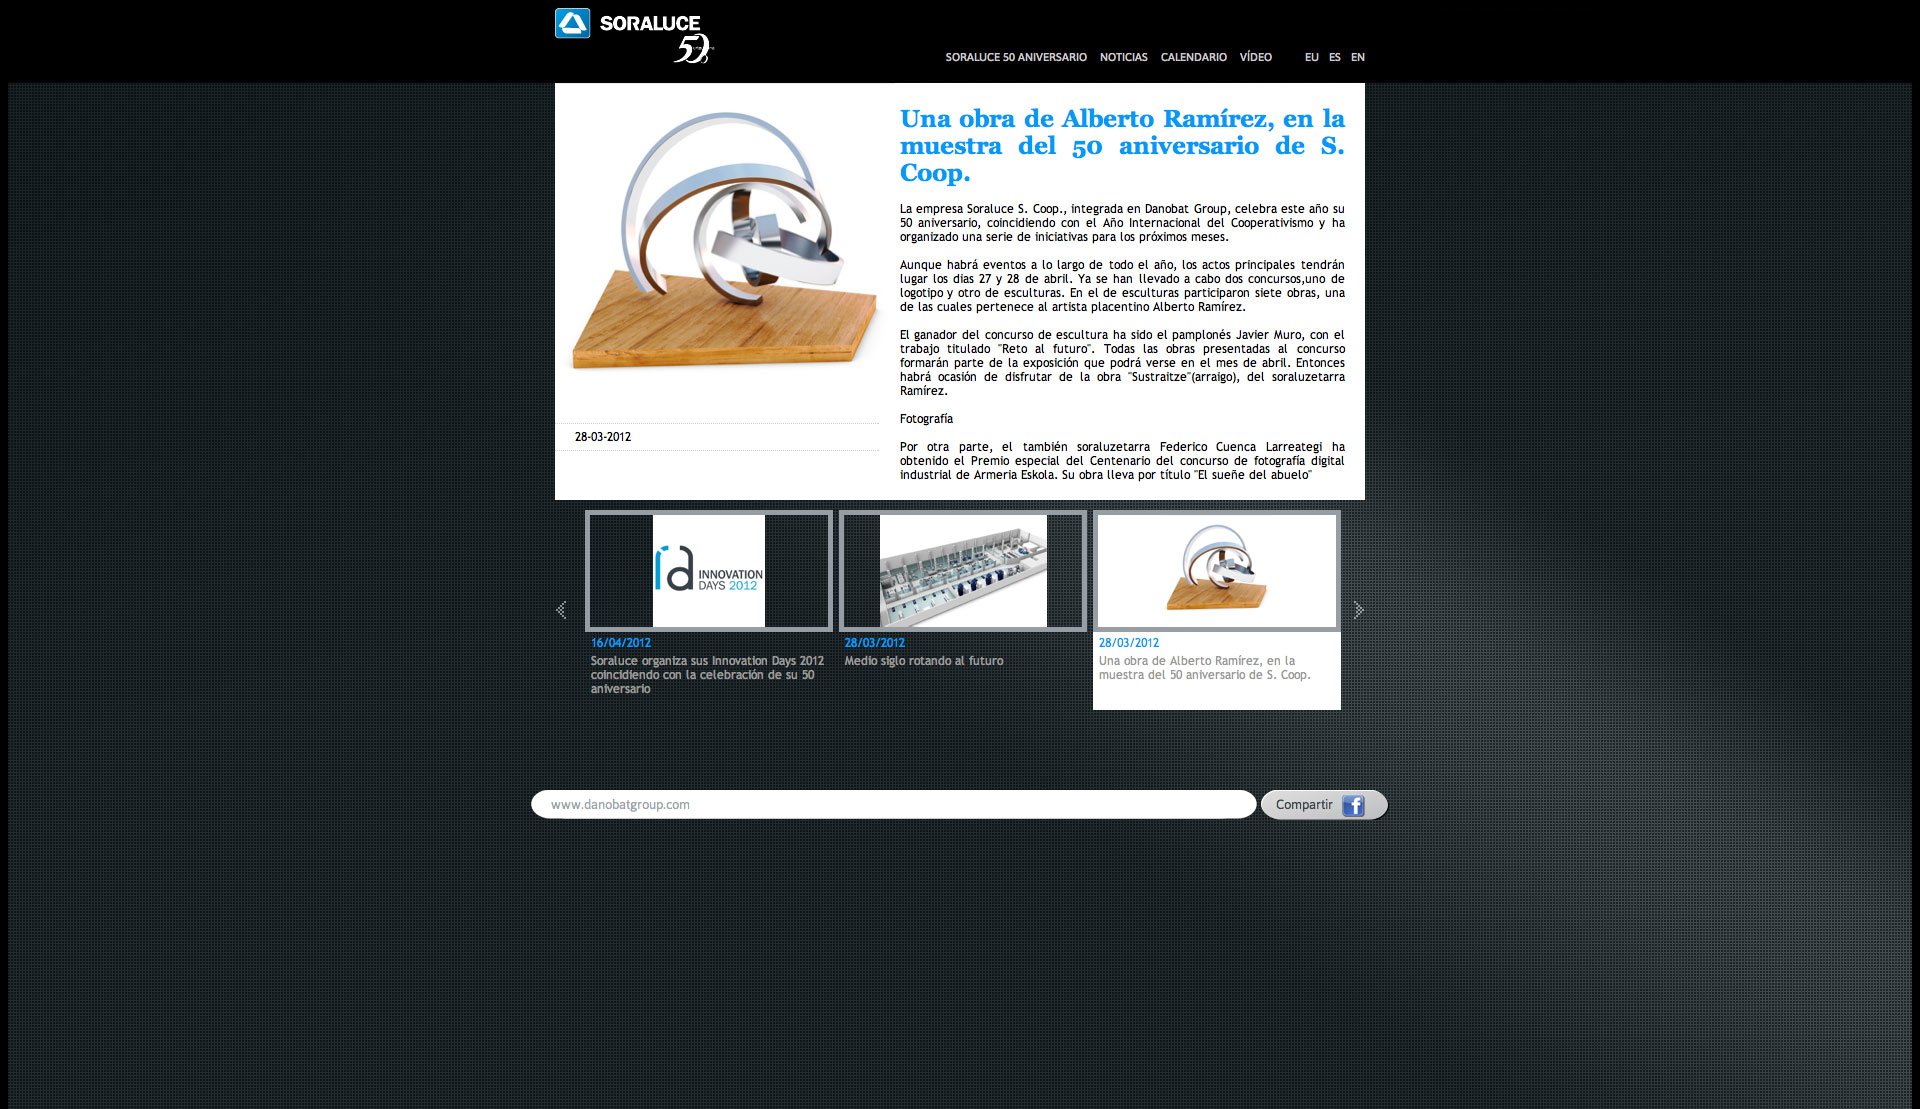 SORALUCE
50
SORALUCE 50 ANIVERSARIO NOTICIAS CALENDARIO VÍDEO EU ES EN
Una obra de Alberto Ramírez, en la
muestra del 50 aniversario de S.
Coop.
La empresa Soraluce S. Coop., integrada en Danobat Group, celebra este año su
50 aniversario, coincidiendo con el Año Internacional del Cooperativismo y ha
organizado una serie de iniciativas para los próximos meses.
Aunque habrá eventos a lo largo de todo el año, los actos principales tendrán
lugar los dias 27 y 28 de abril. Ya se han llevado a cabo dos concursos,uno de
logotipo y otro de esculturas. En el de esculturas participaron siete obras, una
de las cuales pertenece al artista placentino Alberto Ramírez.
El ganador del concurso de escultura ha sido el pamplonés Javier Muro, con el
trabajo titulado "Reto al futuro". Todas las obras presentadas al concurso
formarán parte de la exposición que podrá verse en el mes de abril. Entonces
habrá ocasión de disfrutar de la obra "Sustraitze"(arraigo), del soraluzetarra
Ramírez.
Fotografía
Por otra parte, el también soraluzetarra Federico Cuenca Larreategi ha
obtenido el Premio especial del Centenario del concurso de fotografía digital
industrial de Armeria Eskola. Su obra lleva por título "El sueñe del abuelo"
28-03-2012
INNOVATION
DAYS 2012
16/04/2012
Soraluce organiza sus Innovation Days 2012
coincidiendo con la celebración de su 50
aniversario
28/03/2012
Medio siglo rotando al futuro
28/03/2012
Una obra de Alberto Ramírez, en la
muestra del 50 aniversario de S. Coop.
www.danobatgroup.com
Compartir f